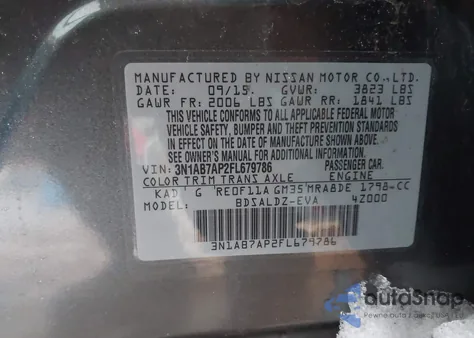 MANUFACTURED BY NISSAN MOTOR CO.,LTD.
DATE: 09/15 GVWR: 3823 LBS
GAWR FR: 2006 LBS GAWR RR: 1841 LBS
THIS VEHICLE CONFORMS TO ALL APPLICABLE FEDERAL MOTOR
VEHICLE SAFETY, BUMPER AND THEFT PREVENTION STANDARDS
IN EFFECT ON THE DATE OF MANUFACTURE SHOWN ABOVE.
SEE OWNER'S MANUAL FOR ADDITIONAL INFORMATION.
VIN: 3N1AB7AP2FL679786 PASSENGER CAR
COLOR TRIM TRANS AXLE ENGINE
KAD G RE0F11A GM35 MRA8DE 1798 CC
MODEL: BDSALDZ-EVA 4Z000
3N1AB7AP2FL679786
autaSnap